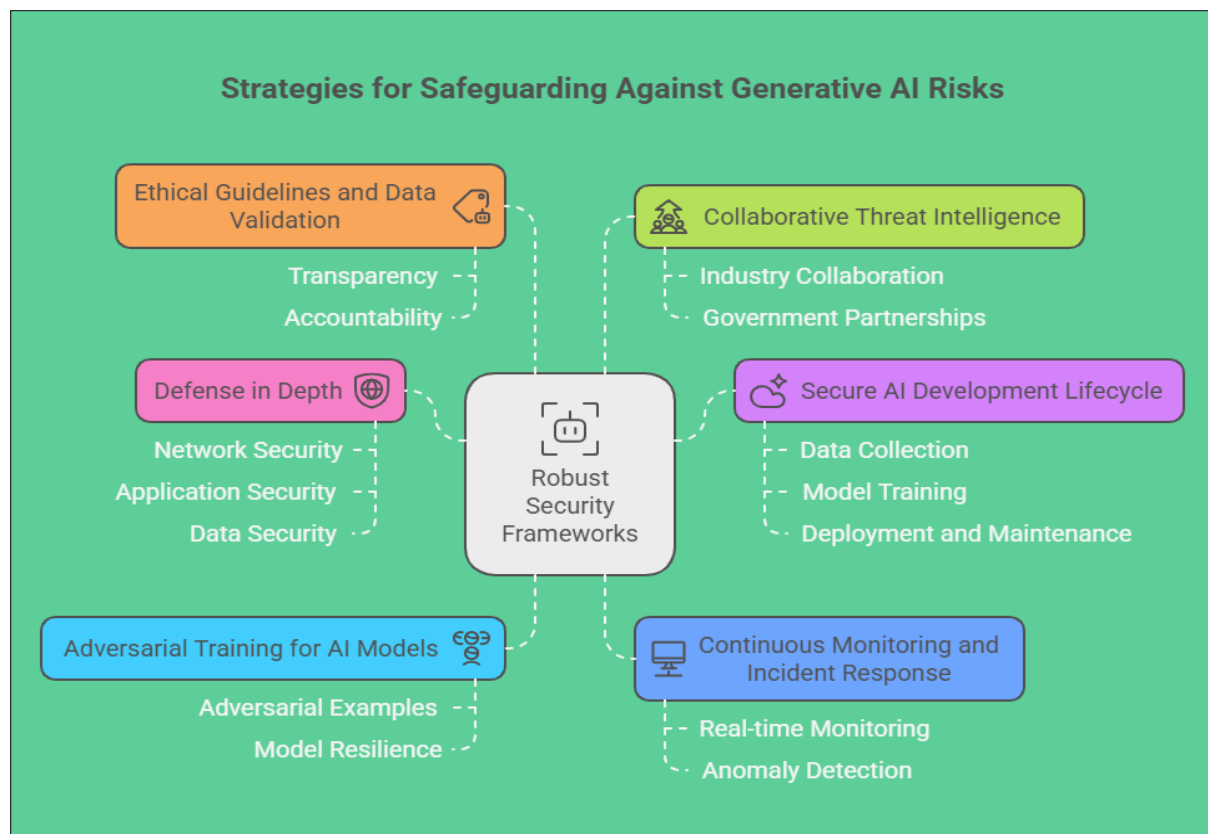 Strategies for Safeguarding Against Generative AI Risks
Ethical Guidelines and Data
Validation
Transparency
Accountability
Collaborative Threat Intelligence
Industry Collaboration
Government Partnerships
Defense in Depth
Network Security
Application Security
Data Security
Robust
Security
Frameworks
Secure AI Development Lifecycle
Data Collection
Model Training
Deployment and Maintenance
Adversarial Training for AI Models
Adversarial Examples
Model Resilience
Continuous Monitoring and
Incident Response
Real-time Monitoring
Anomaly Detection